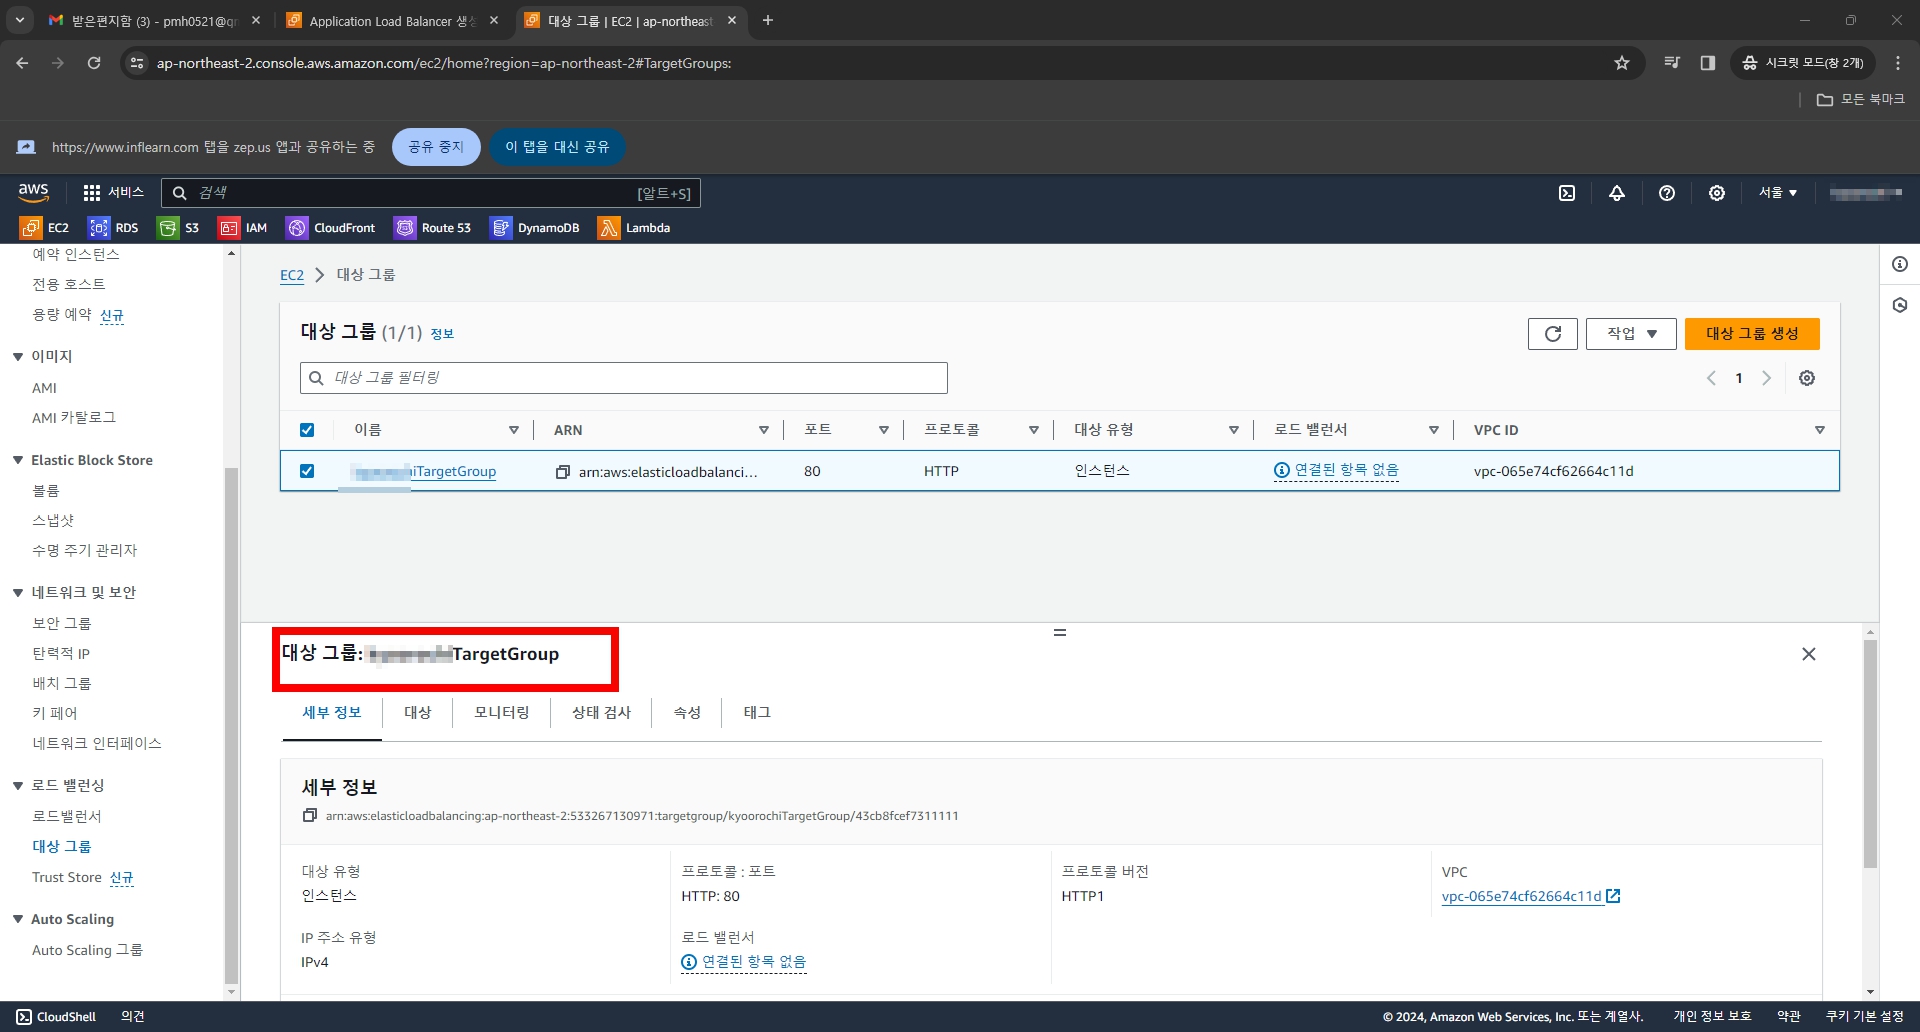 받은편지함 (3) - pmh0521@
Application Load Balancer 생성
대상 그룹 | EC2 | ap-northeast
ap-northeast-2.console.aws.amazon.com/ec2/home?region=ap-northeast-2#TargetGroups:
시크릿 모드(창 2개)
모든 북마크
https://www.inflearn.com 탭을 zep.us 앱과 공유하는 중
공유 중지
이 탭을 대신 공유
aws
서비스
검색
[알트+S]
서울
EC2
RDS
S3
IAM
CloudFront
Route 53
DynamoDB
Lambda
예약 인스턴스
전용 호스트
용량 예약 신규
이미지
AMI
AMI 카탈로그
Elastic Block Store
볼륨
스냅샷
수명 주기 관리자
네트워크 및 보안
보안 그룹
탄력적 IP
배치 그룹
키 페어
네트워크 인터페이스
로드 밸런싱
로드밸런서
대상 그룹
Trust Store 신규
Auto Scaling
Auto Scaling 그룹
EC2 > 대상 그룹
대상 그룹 (1/1) 정보
작업
대상 그룹 생성
대상 그룹 필터링
1
이름 ARN 포트 프로토콜 대상 유형 로드 밸런서 VPC ID
iTargetGroup arn:aws:elasticloadbalanci... 80 HTTP 인스턴스 연결된 항목 없음 vpc-065e74cf62664c11d
대상 그룹: TargetGroup
세부 정보 대상 모니터링 상태 검사 속성 태그
세부 정보
arn:aws:elasticloadbalancing:ap-northeast-2:533267130971:targetgroup/kyoorochiTargetGroup/43cb8fcef7311111
대상 유형
인스턴스
프로토콜 : 포트
HTTP: 80
프로토콜 버전
HTTP1
VPC
vpc-065e74cf62664c11d
IP 주소 유형
IPv4
로드 밸런서
연결된 항목 없음
CloudShell
의견
© 2024, Amazon Web Services, Inc. 또는 계열사.
개인 정보 보호
약관
쿠키 기본 설정